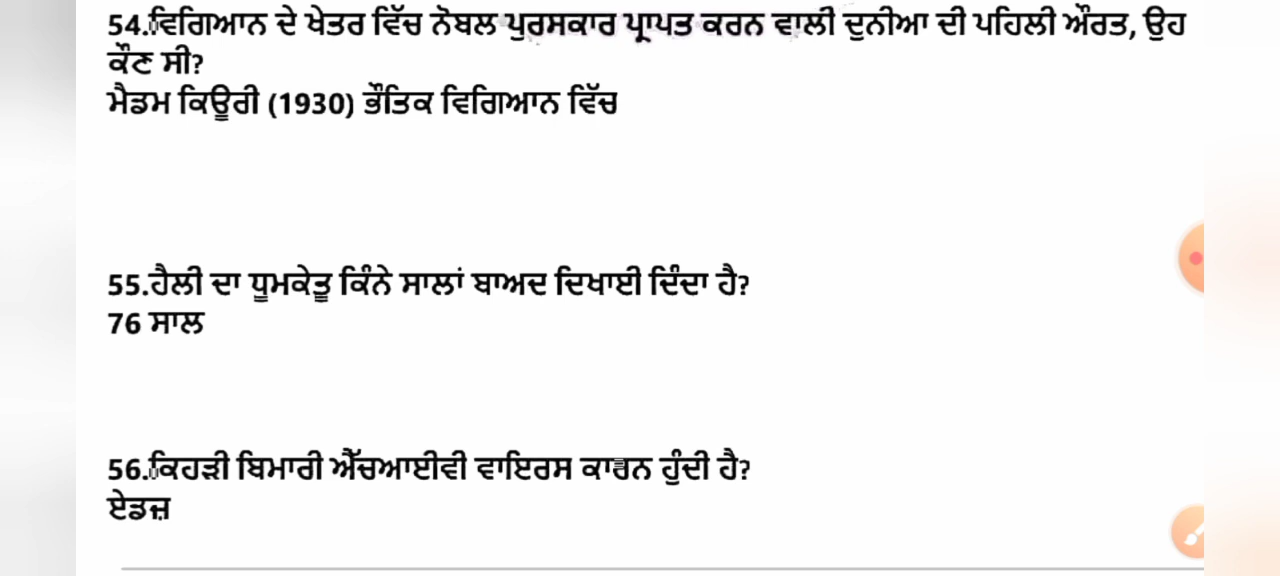 54.ਵਿਗਿਆਨ ਦੇ ਖੇਤਰ ਵਿੱਚ ਨੋਬਲ ਪੁਰਸਕਾਰ ਪ੍ਰਾਪਤ ਕਰਨ ਵਾਲੀ ਦੁਨੀਆ ਦੀ ਪਹਿਲੀ ਔਰਤ, ਉਹ
ਕੌਣ ਸੀ?
ਮੈਡਮ ਕਿਊਰੀ (1930) ਭੌਤਿਕ ਵਿਗਿਆਨ ਵਿੱਚ
55.ਹੈਲੀ ਦਾ ਧੂਮਕੇਤੂ ਕਿੰਨੇ ਸਾਲਾਂ ਬਾਅਦ ਦਿਖਾਈ ਦਿੰਦਾ ਹੈ?
76 ਸਾਲ
56.ਕਿਹੜੀ ਬਿਮਾਰੀ ਐੱਚਆਈਵੀ ਵਾਇਰਸ ਕਾਰਨ ਹੁੰਦੀ ਹੈ?
ਏਡਜ਼